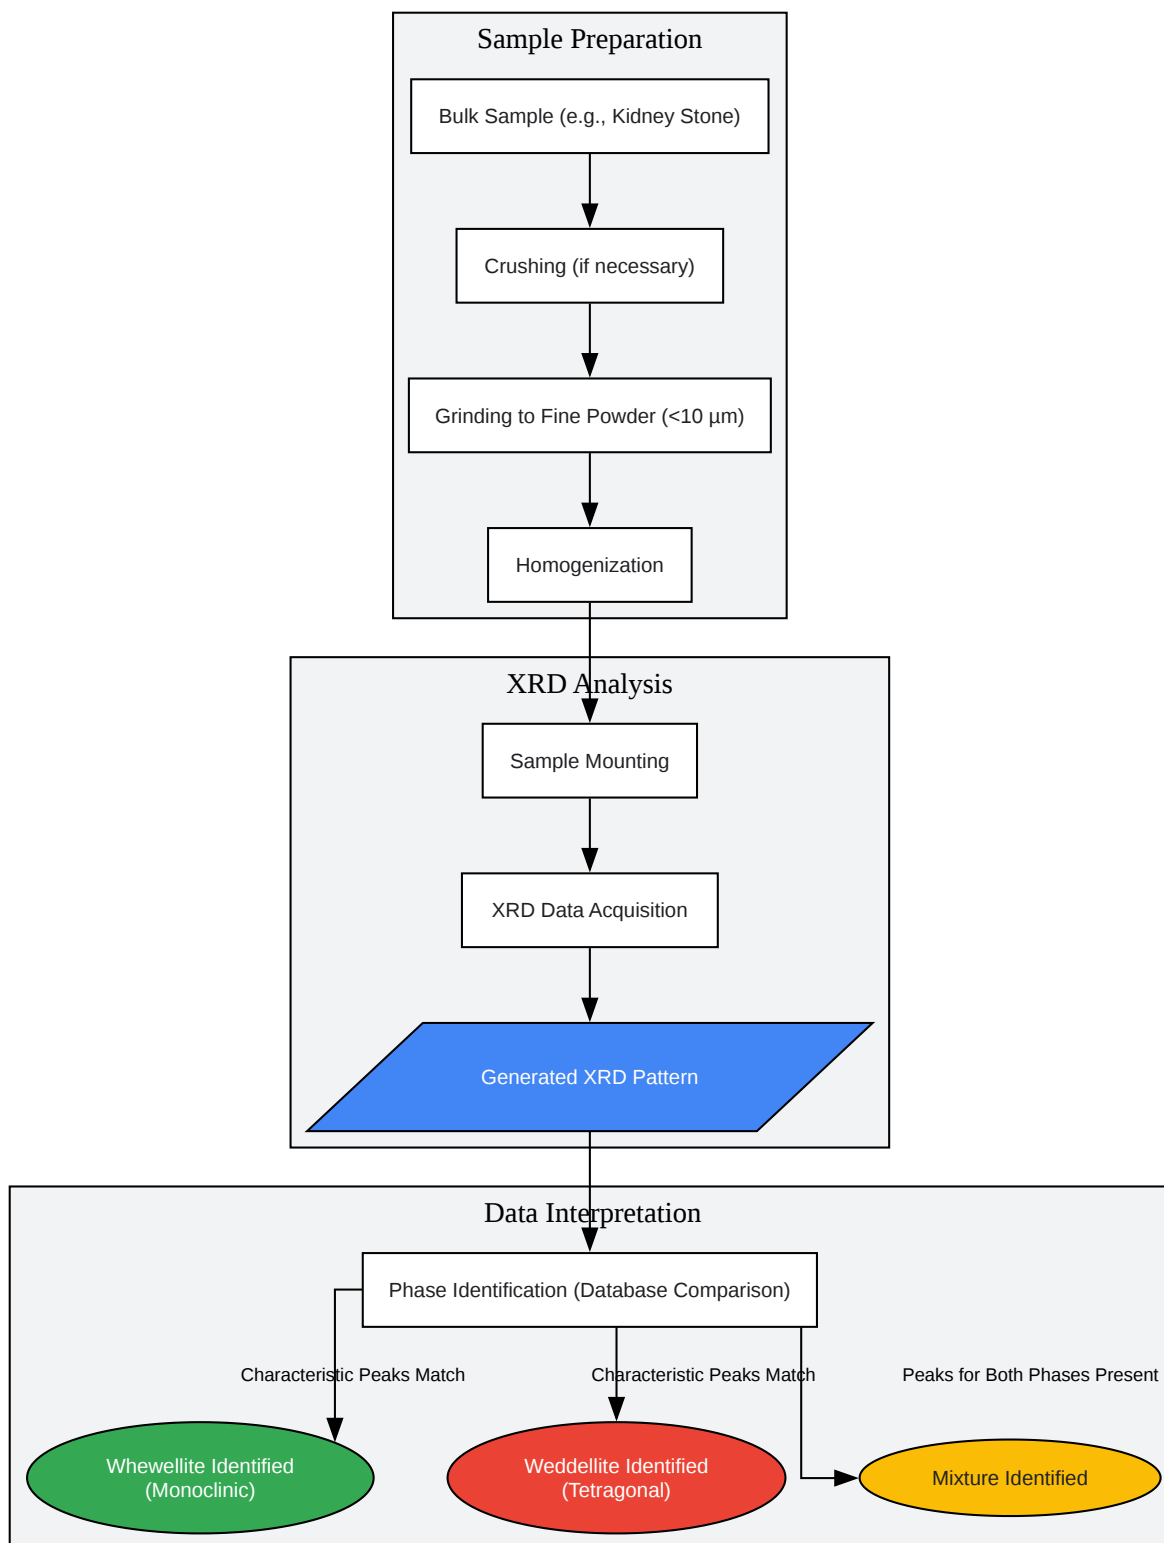 Sample Preparation
Bulk Sample (e.g., Kidney Stone)
Crushing (if necessary)
Grinding to Fine Powder (<10 µm)
Homogenization
XRD Analysis
Sample Mounting
XRD Data Acquisition
Generated XRD Pattern
Data Interpretation
Phase Identification (Database Comparison)
Characteristic Peaks Match
Characteristic Peaks Match
Peaks for Both Phases Present
Whewellite Identified
(Monoclinic)
Weddellite Identified
(Tetragonal)
Mixture Identified